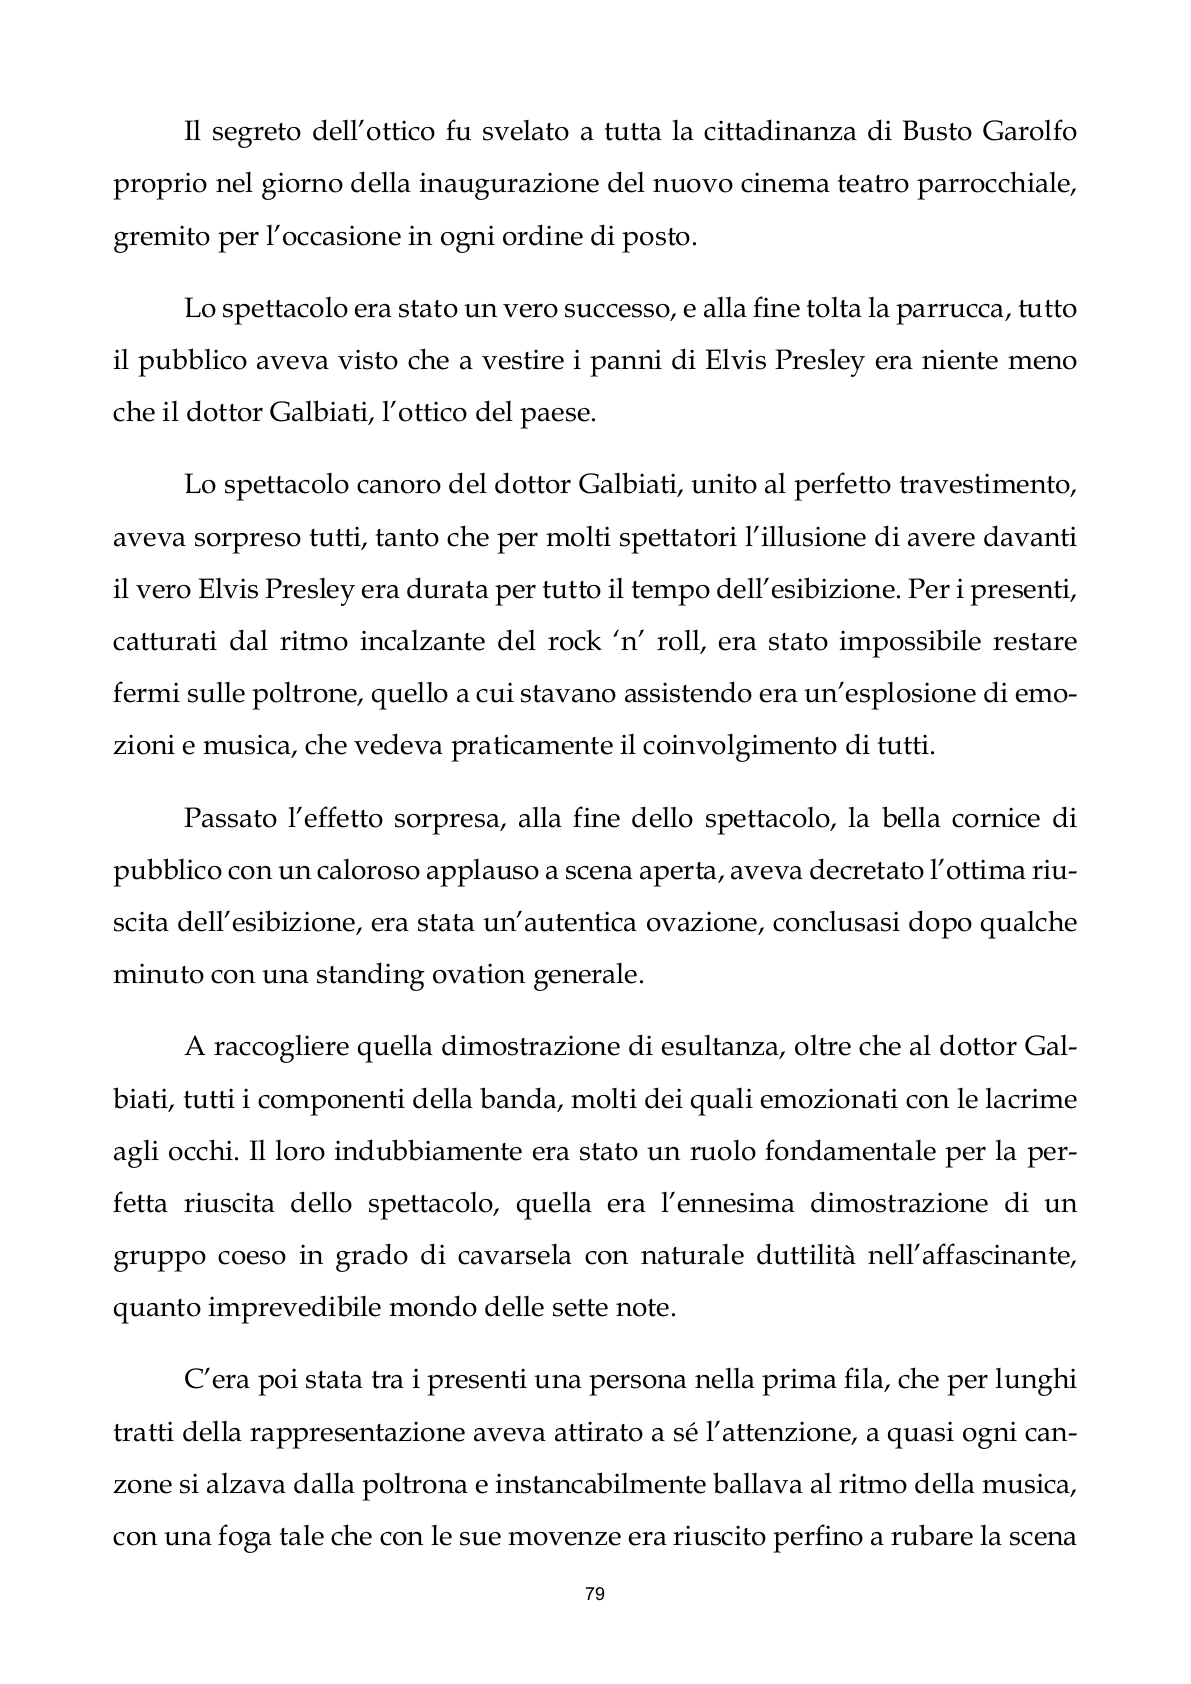 Il segreto dell’ottico fu svelato a tutta la cittadinanza di Busto Garolfo
proprio nel giorno della inaugurazione del nuovo cinema teatro parrocchiale,
gremito per l’occasione in ogni ordine di posto.
Lo spettacolo era stato un vero successo, e alla fine tolta la parrucca, tutto
il pubblico aveva visto che a vestire i panni di Elvis Presley era niente meno
che il dottor Galbiati, l’ottico del paese.
Lo spettacolo canoro del dottor Galbiati, unito al perfetto travestimento,
aveva sorpreso tutti, tanto che per molti spettatori l’illusione di avere davanti
il vero Elvis Presley era durata per tutto il tempo dell’esibizione. Per i presenti,
catturati dal ritmo incalzante del rock ‘n’ roll, era stato impossibile restare
fermi sulle poltrone, quello a cui stavano assistendo era un’esplosione di emo-
zioni e musica, che vedeva praticamente il coinvolgimento di tutti.
Passato l’effetto sorpresa, alla fine dello spettacolo, la bella cornice di
pubblico con un caloroso applauso a scena aperta, aveva decretato l’ottima riu-
scita dell’esibizione, era stata un’autentica ovazione, conclusasi dopo qualche
minuto con una standing ovation generale.
A raccogliere quella dimostrazione di esultanza, oltre che al dottor Gal-
biati, tutti i componenti della banda, molti dei quali emozionati con le lacrime
agli occhi. Il loro indubbiamente era stato un ruolo fondamentale per la per-
fetta riuscita dello spettacolo, quella era l’ennesima dimostrazione di un
gruppo coeso in grado di cavarsela con naturale duttilità nell’affascinante,
quanto imprevedibile mondo delle sette note.
C’era poi stata tra i presenti una persona nella prima fila, che per lunghi
tratti della rappresentazione aveva attirato a sé l’attenzione, a quasi ogni can-
zone si alzava dalla poltrona e instancabilmente ballava al ritmo della musica,
con una foga tale che con le sue movenze era riuscito perfino a rubare la scena
79